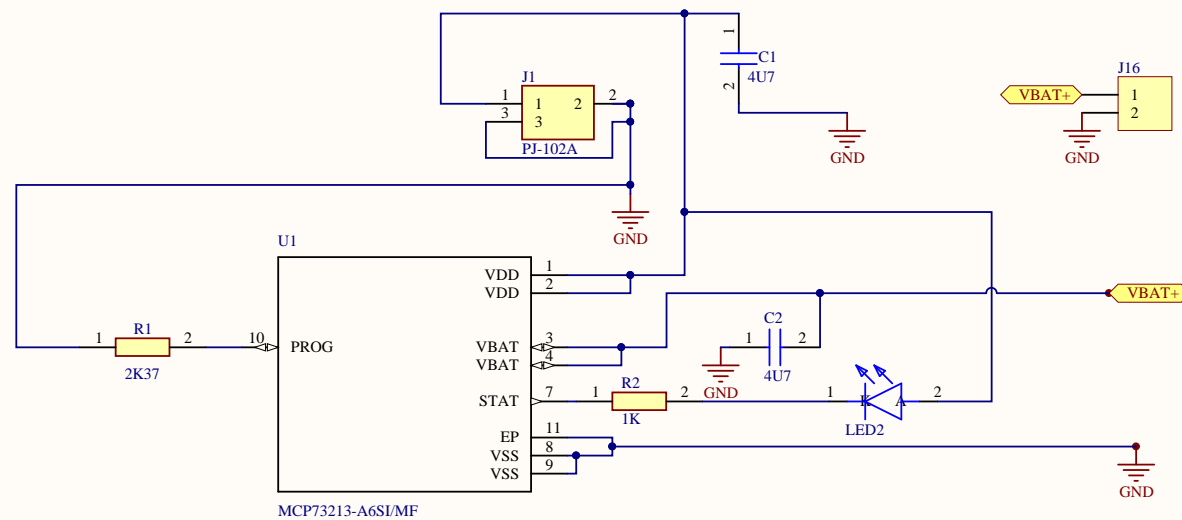 1
C1
2
4U7
GND
J1
1
3
1
3
2
2
PJ-102A
GND
J16
VBAT+
1
2
GND
U1
VDD
VDD
1
2
VBAT
VBAT
3
4
STAT
7
EP
VSS
VSS
11
8
9
PROG
10
MCP73213-A6SI/MF
1
R1
2
2K37
VBAT+
C2
1
2
4U7
GND
1
R2
2
1K
1
K
A
2
LED2
GND